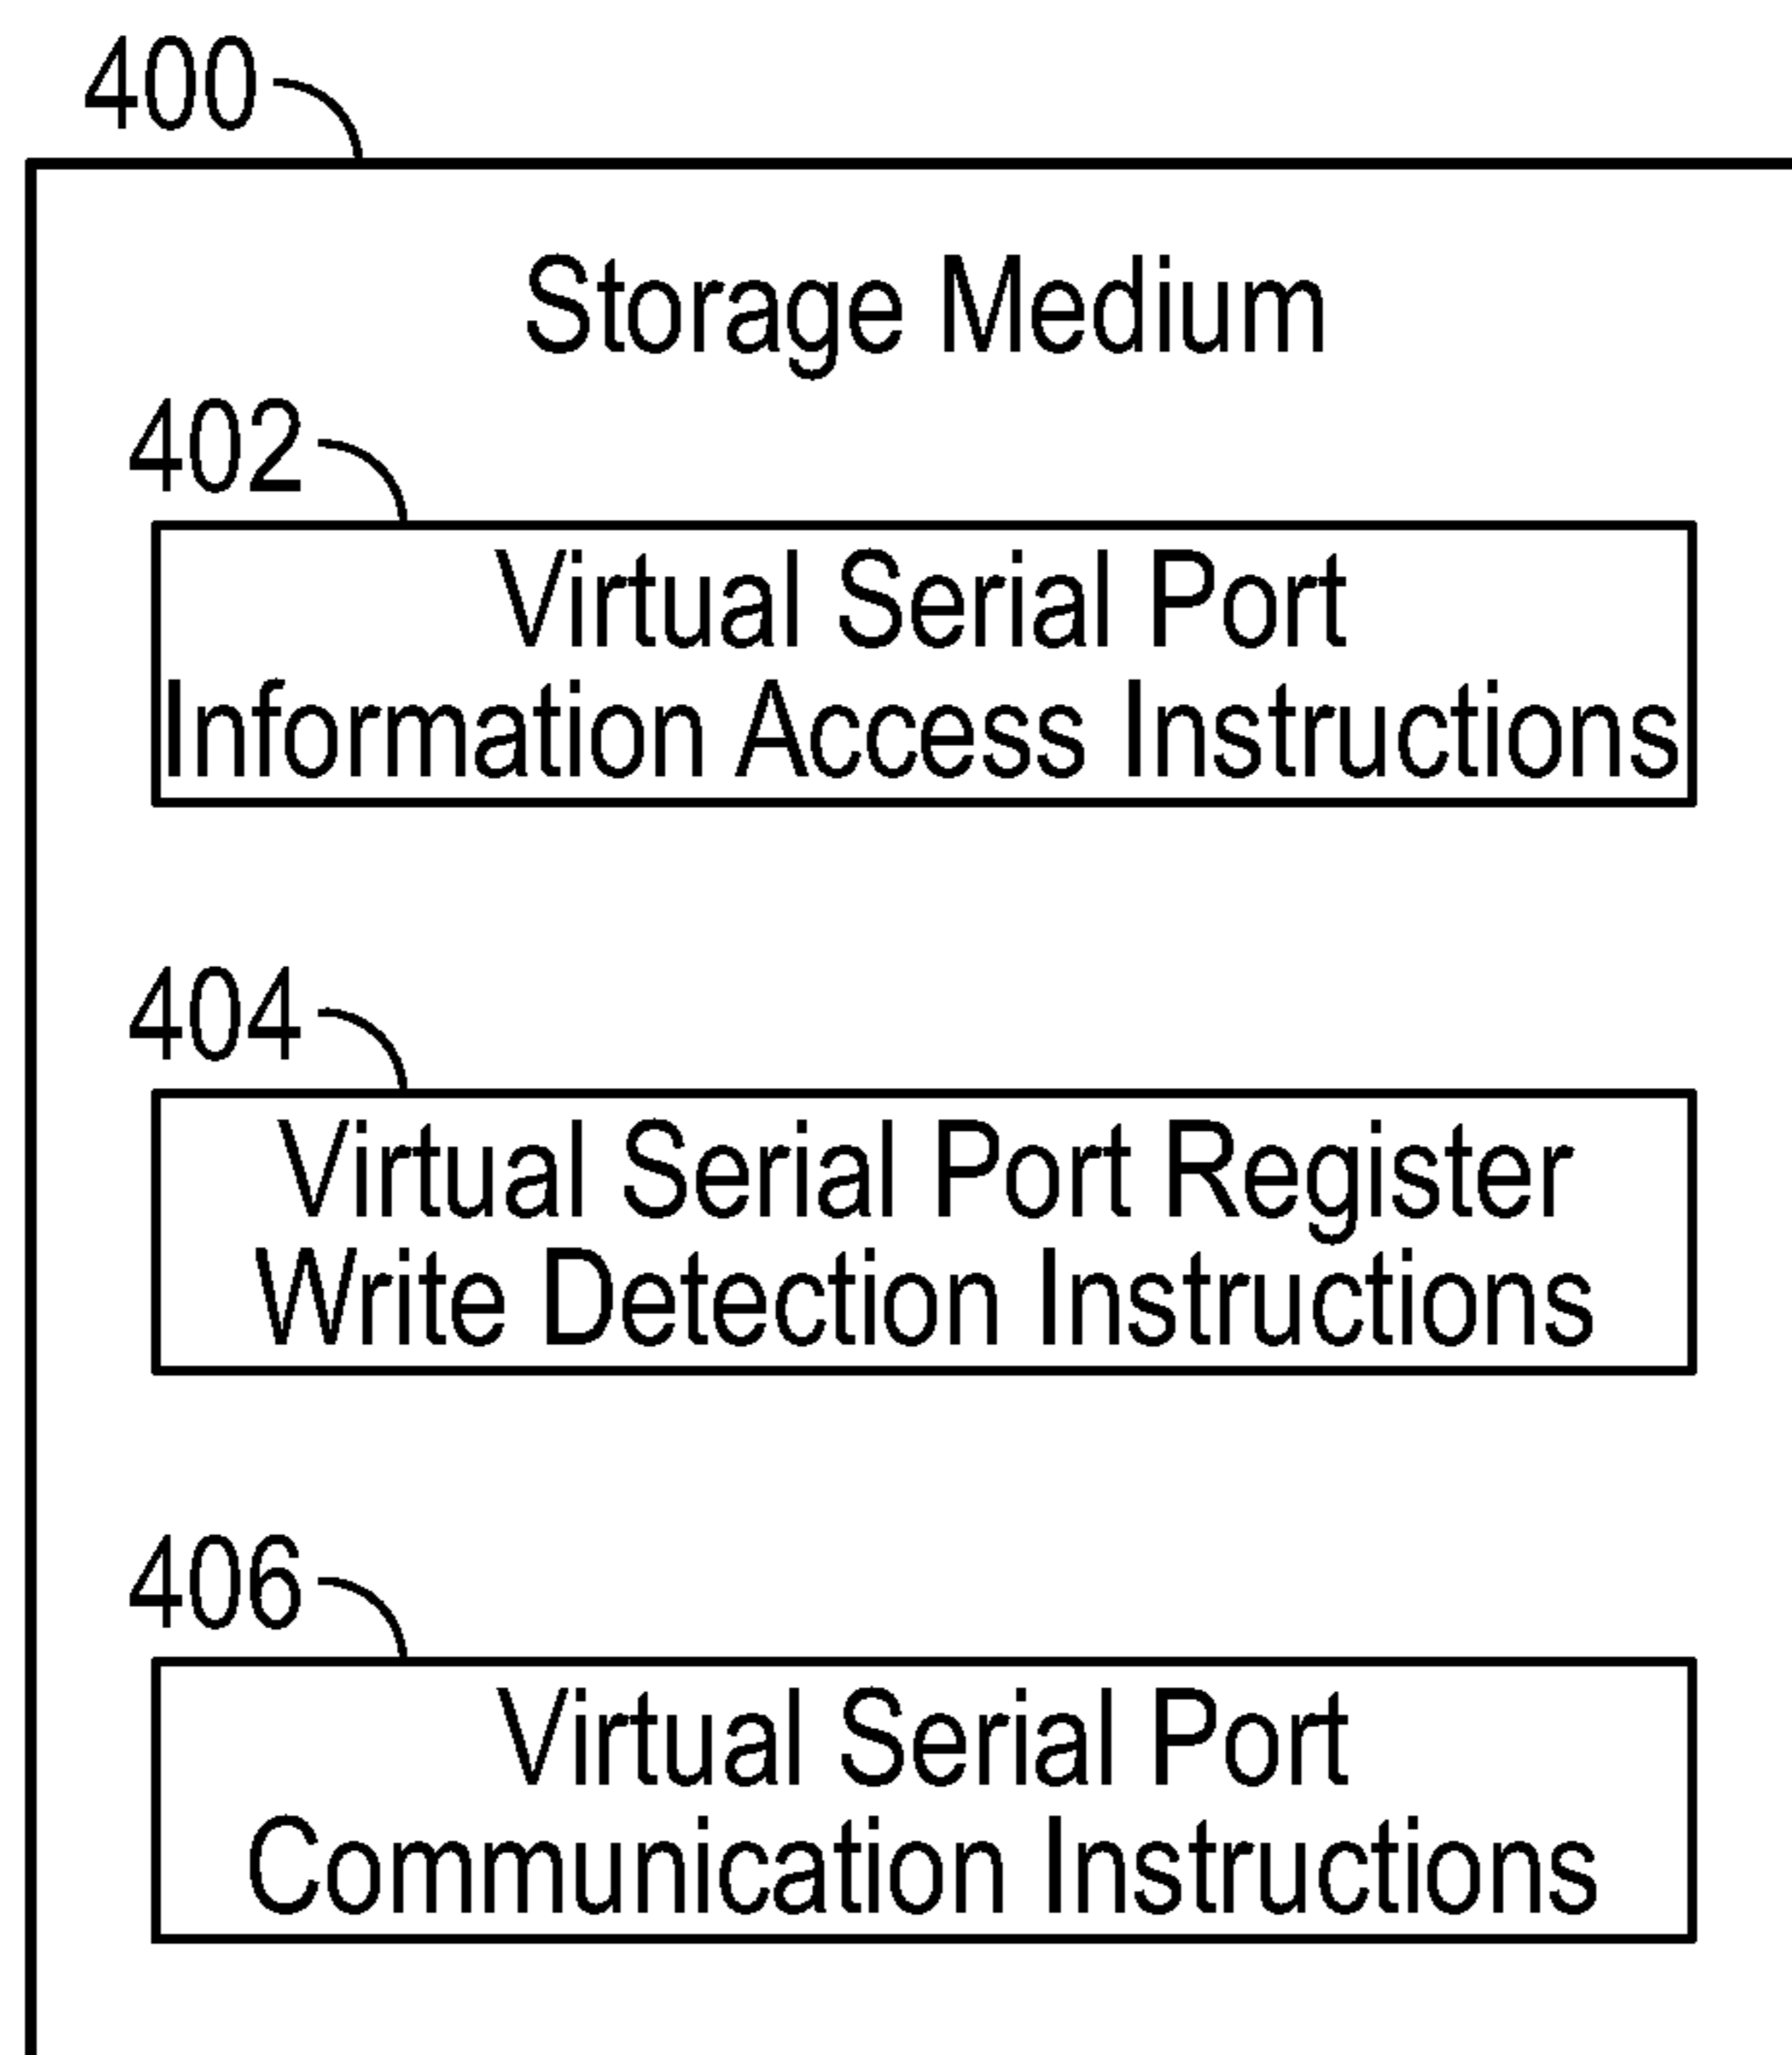 400
Storage Medium
402
Virtual Serial Port
Information Access Instructions
404
Virtual Serial Port Register
Write Detection Instructions
406
Virtual Serial Port
Communication Instructions